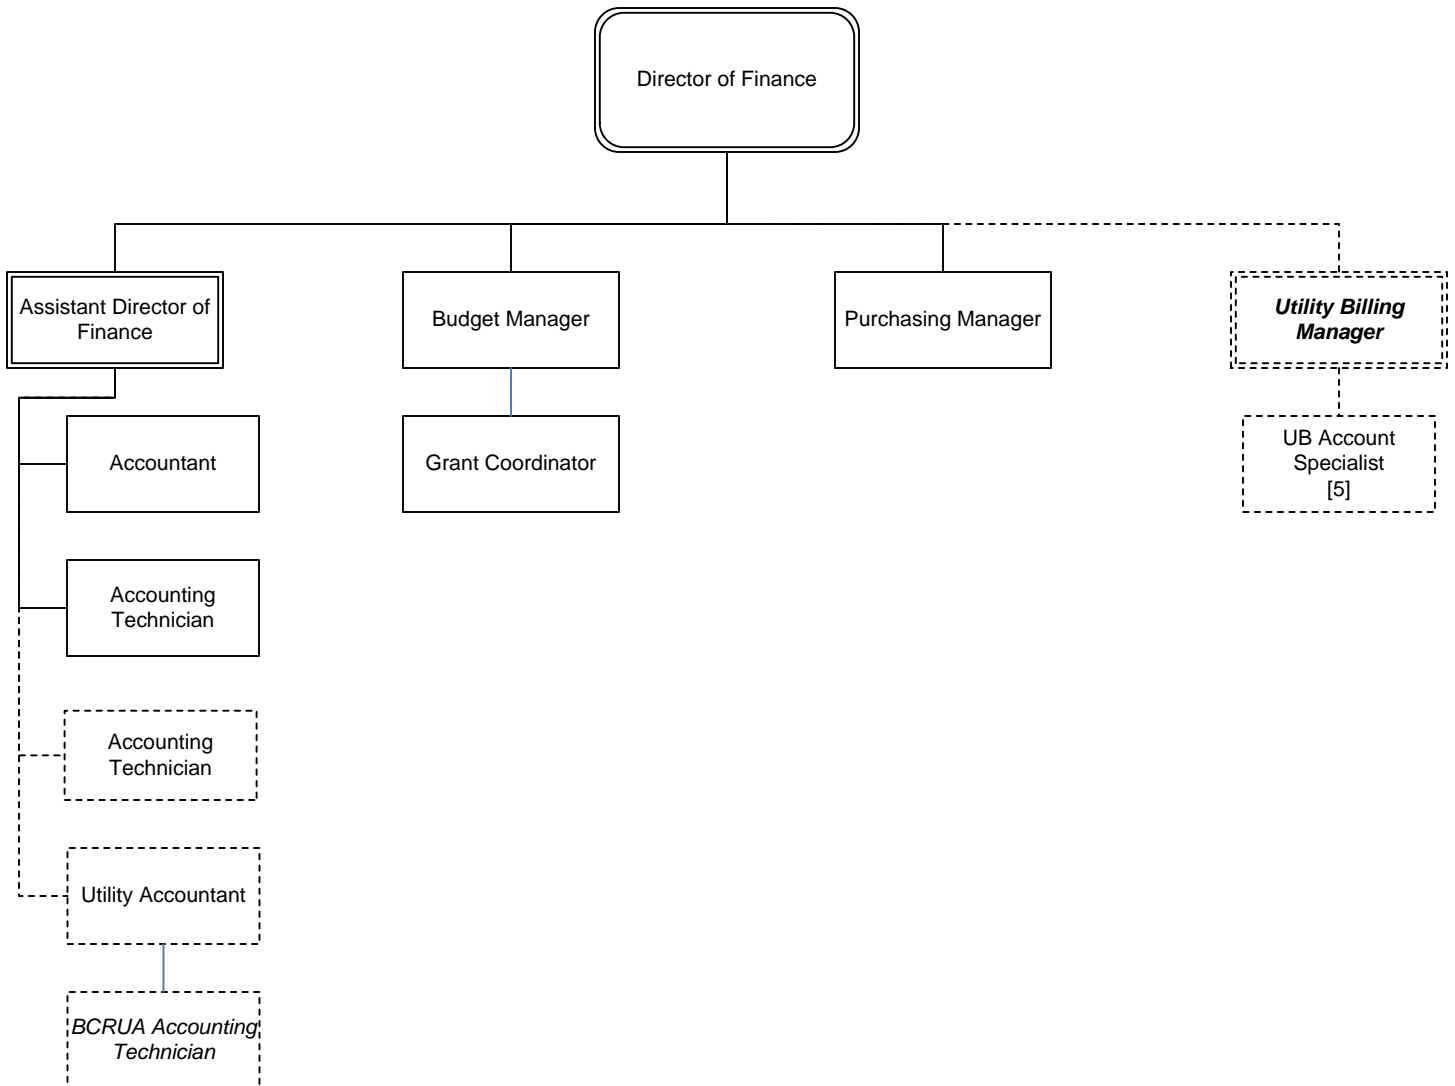 Director of Finance
Assistant Director of
Finance
Budget Manager
Purchasing Manager
Utility Billing
Manager
Accountant
Grant Coordinator
UB Account
Specialist
[5]
Accounting
Technician
Accounting
Technician
Utility Accountant
BCRUA Accounting
Technician